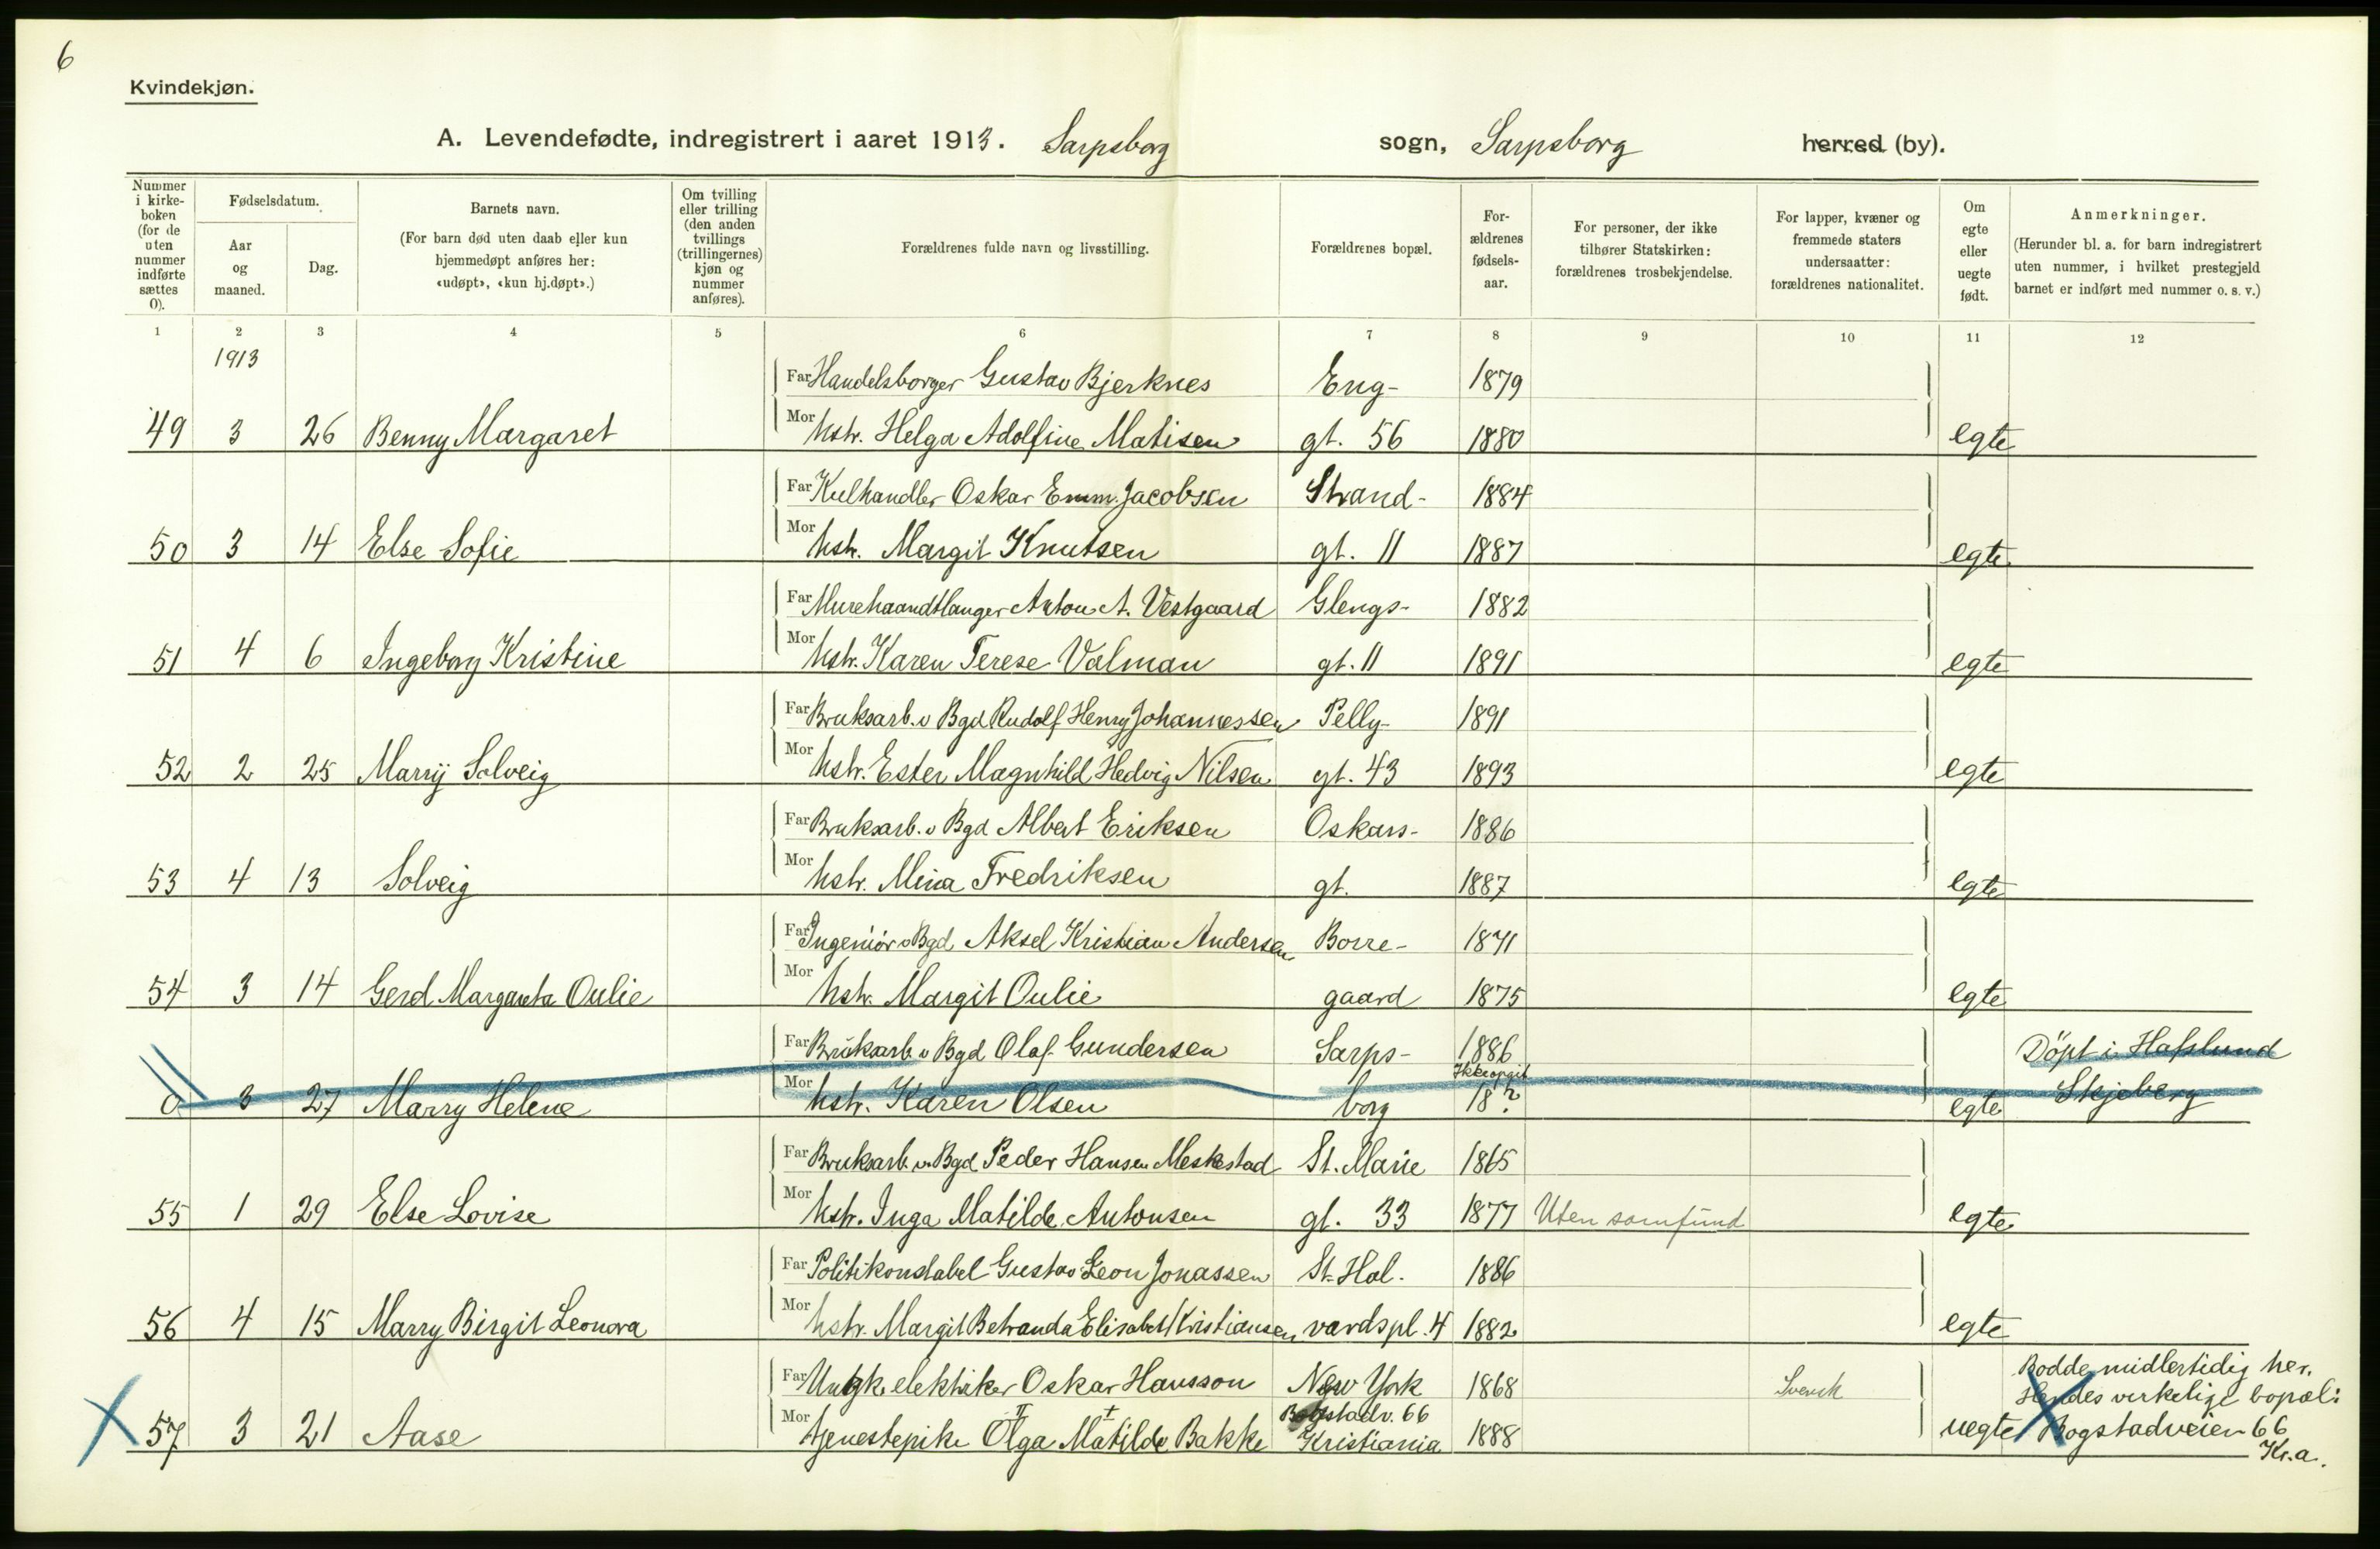 6
Kvindekjøn.
A. Levendefødte, indregistrert i aaret 1913. Sarpsborg sogn, Sarpsborg herred (by).
Nummer i kirke-boken (for de uten nummer indførte sættes 0).
Fødselsdatum.
Aar og maaned.
Dag.
Barnets navn.
(For barn død uten daab eller kun hjemmedøpt anføres her: «udøpt», «kun hj.døpt».)
Om tvilling eller trilling (den anden tvillings (trillingernes) kjøn og nummer anføres).
Forældrenes fulde navn og livsstilling.
Forældrenes bopæl.
For-ældrenes fødsels-aar.
For personer, der ikke tilhører Statskirken: forældrenes trosbekjendelse.
For lapper, kvæner og fremmede staters undersaatter: forældrenes nationalitet.
Om egte eller uegte født.
Anmerkninger.
(Herunder bl. a. for barn indregistrert uten nummer, i hvilket prestegjeld barnet er indført med nummer o. s. v.)
1 2 3 4 5 6 7 8 9 10 11 12
1913
Far Handelsborger Gustav Bjerknes Eng- 1879
49 3 26 Benny Margaret Mor Hstr. Helga Adolfine Matisen gt. 56 1880 egte
Far Kulhandler Oskar Emm. Jacobsen Strand- 1884
50 3 14 Else Sofie Mor Hstr. Margit Knutsen gt. 11 1887 egte
Far Murehaandtlanger Anton A. Vestgaard Glengs- 1882
51 4 6 Ingeborg Kristine Mor Hstr. Karen Terese Valman gt. 11 1891 egte
Far Bruksarb. v Bgd Rudolf Henry Johannessen Pelly- 1891
52 2 25 Marry Solveig Mor Hstr. Ester Magnhild Hedvig Nilsen gt. 43 1893 egte
Far Bruksarb. v Bgd Albert Eriksen Oskars- 1886
53 4 13 Solveig Mor Hstr. Mina Fredriksen gt. 1887 egte
Far Ingeniör v Bgd Aksel Kristian Andersen Borre- 1871
54 3 14 Gerd Margareta Oulie Mor Hstr. Margit Oulie gaard 1875 egte
Far Bruksarb. v Bgd Olaf Gundersen Sarps- 1886 Döpt i Hafslund
Ikke opgit
0 3 27 Marry Helene Mor Hstr. Karen Olsen borg 18? egte Skjeberg
Far Bruksarb. v Bgd Peder Hansen Meskestad St. Marie 1865
55 1 29 Else Lovise Mor Hstr. Inga Matilde Antonsen gt. 33 1877 Uten samfund egte
Far Politikonstabel Gustav Leon Jonassen St. Hal. 1886
56 4 15 Marry Birgit Leonora Mor Hstr. Margit Betranda Elisabet Kristiansen vardspl. 4 1882 egte
Bodde midlertidig her.
Far Ungk elektriker Oskar Hansson New York 1868 Svensk Hendes virkelige bopæl:
Bogstadv. 66
57 3 21 Aase Mor tjenestepike Olga Matilde Bakke Kristiania 1888 uegte Bogstadveien 66
Kr.a.